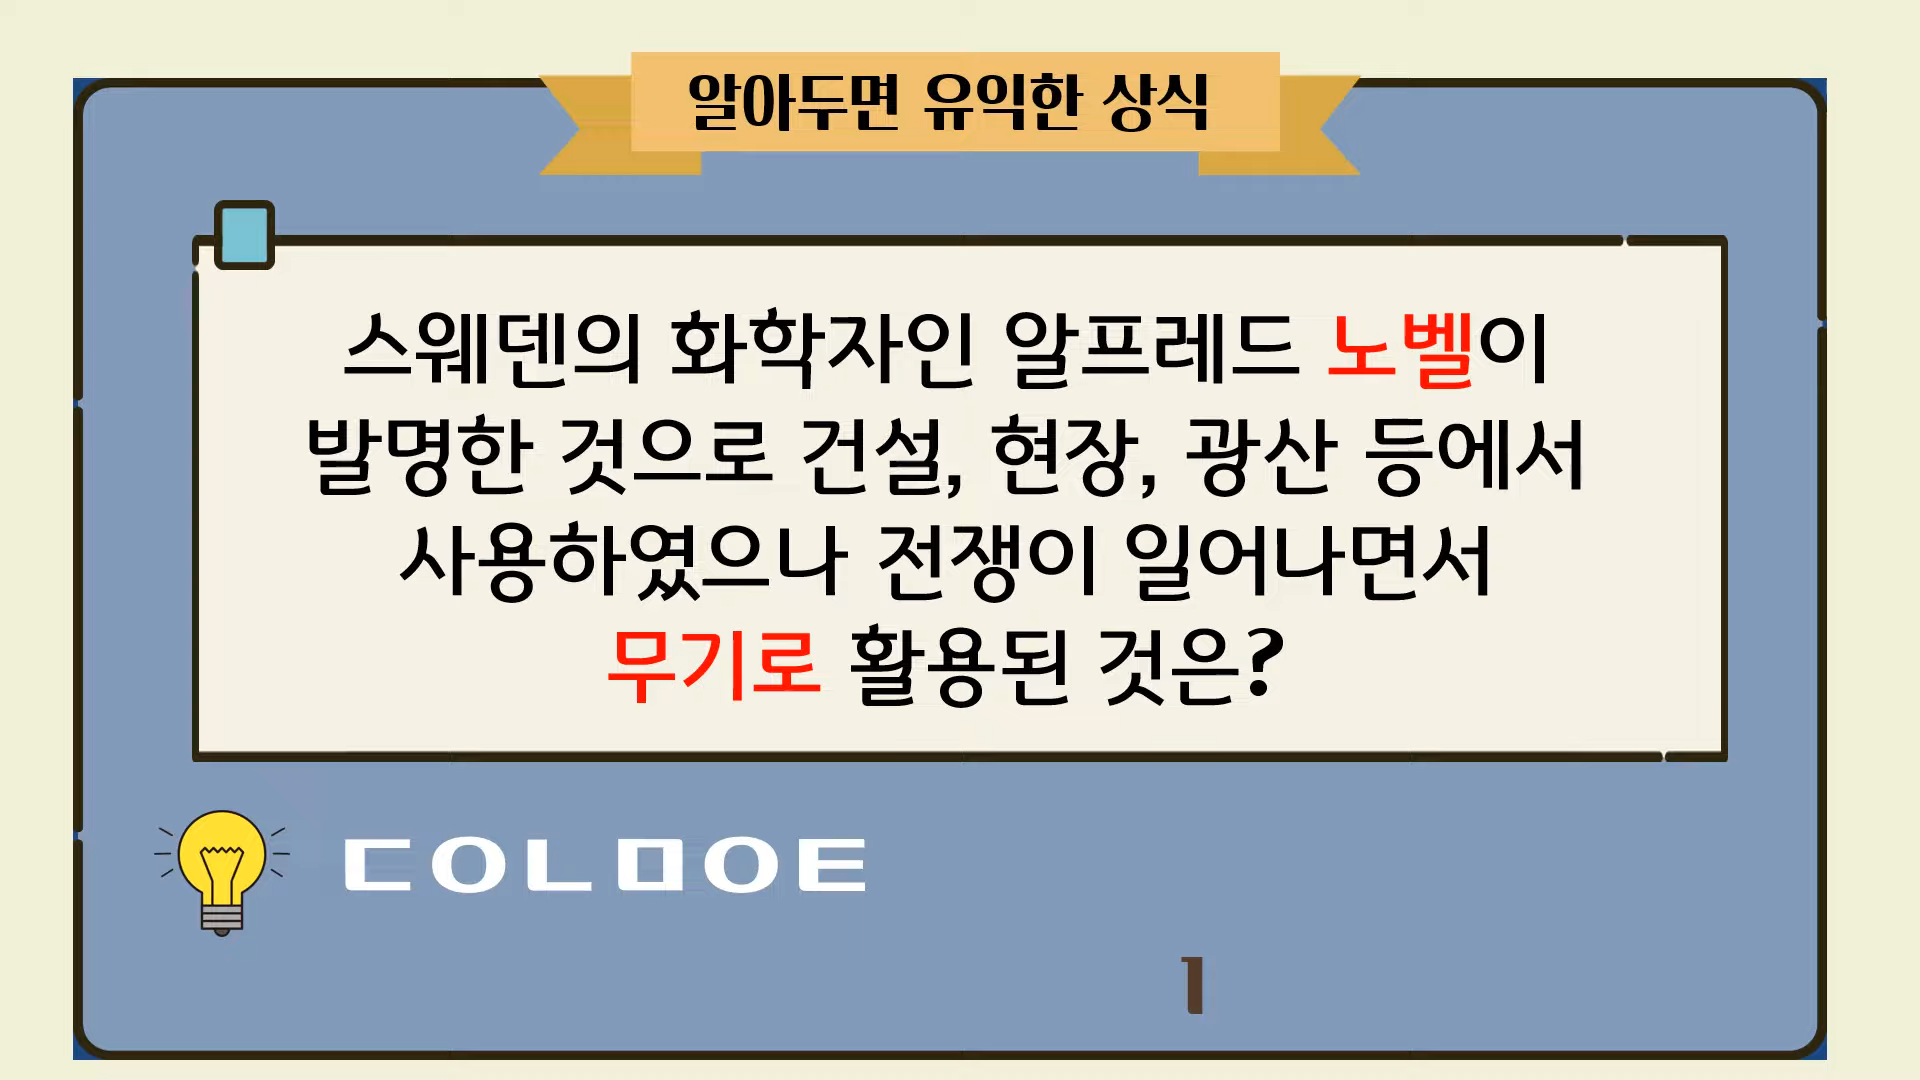 알아두면 유익한 상식
스웨덴의 화학자인 알프레드 노벨이
발명한 것으로 건설, 현장, 광산 등에서
사용하였으나 전쟁이 일어나면서
무기로 활용된 것은?
ㄷㅇㄴㅁㅇㅌ
1